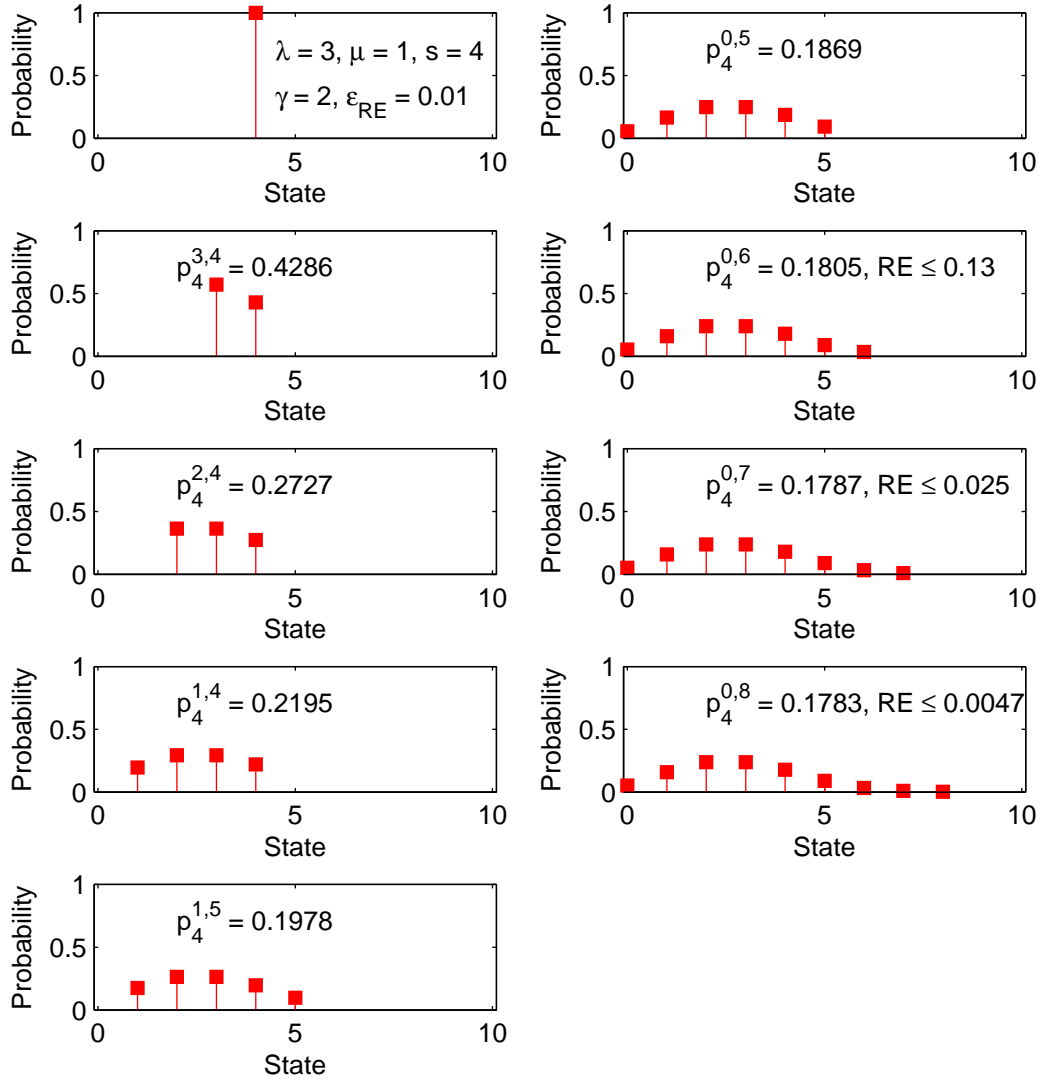 Probability
1
0.5
0
λ = 3, μ = 1, s = 4
γ = 2, ε_RE = 0.01
0 5 10
State
Probability
1
0.5
0
p_4^{3,4} = 0.4286
0 5 10
State
Probability
1
0.5
0
p_4^{2,4} = 0.2727
0 5 10
State
Probability
1
0.5
0
p_4^{1,4} = 0.2195
0 5 10
State
Probability
1
0.5
0
p_4^{1,5} = 0.1978
0 5 10
State
Probability
1
0.5
0
p_4^{0,5} = 0.1869
0 5 10
State
Probability
1
0.5
0
p_4^{0,6} = 0.1805, RE ≤ 0.13
0 5 10
State
Probability
1
0.5
0
p_4^{0,7} = 0.1787, RE ≤ 0.025
0 5 10
State
Probability
1
0.5
0
p_4^{0,8} = 0.1783, RE ≤ 0.0047
0 5 10
State